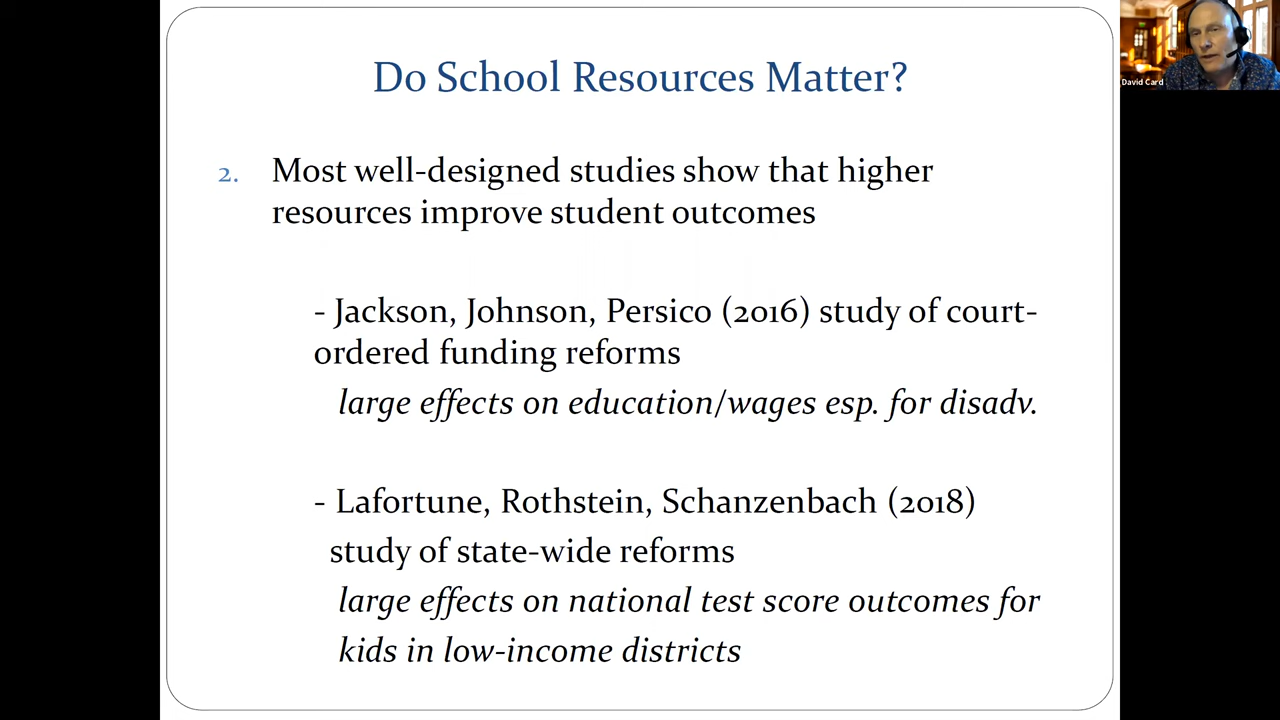 Do School Resources Matter?
David Card
2. Most well-designed studies show that higher
resources improve student outcomes
- Jackson, Johnson, Persico (2016) study of court-
ordered funding reforms
large effects on education/wages esp. for disadv.
- Lafortune, Rothstein, Schanzenbach (2018)
study of state-wide reforms
large effects on national test score outcomes for
kids in low-income districts